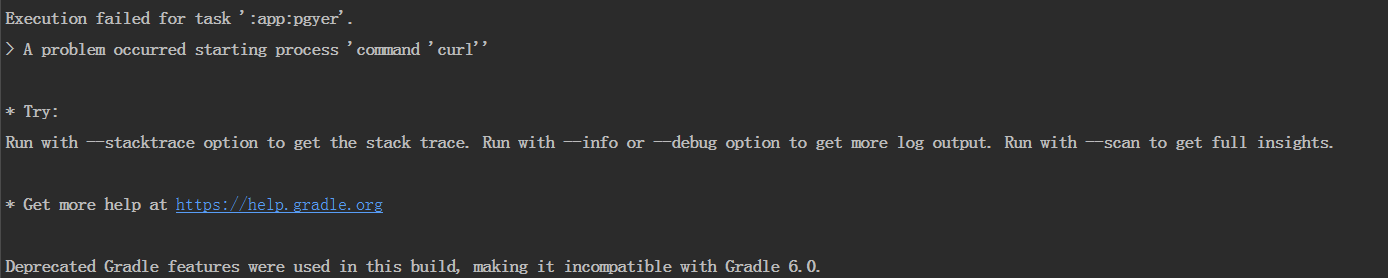 Execution failed for task ':app:pgyer'.
> A problem occurred starting process 'command 'curl''
* Try:
Run with --stacktrace option to get the stack trace. Run with --info or --debug option to get more log output. Run with --scan to get full insights.
* Get more help at https://help.gradle.org
Deprecated Gradle features were used in this build, making it incompatible with Gradle 6.0.